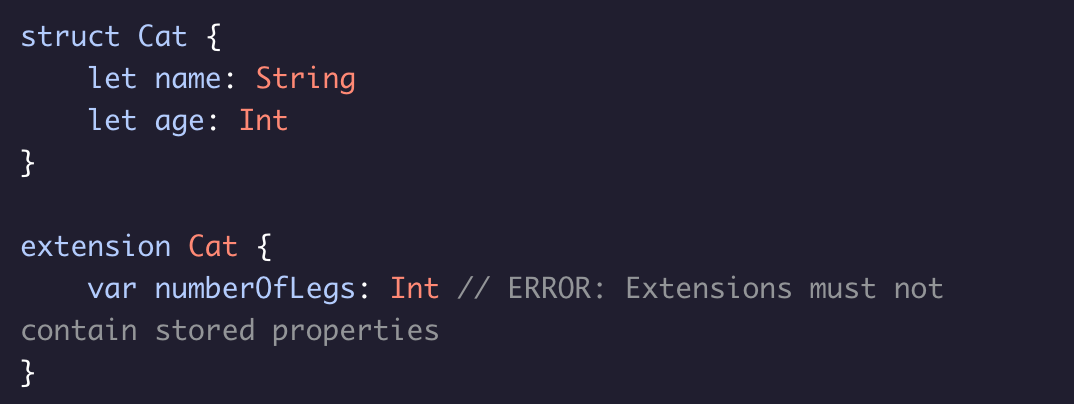 struct Cat {
    let name: String
    let age: Int
}

extension Cat {
    var numberOfLegs: Int // ERROR: Extensions must not
contain stored properties
}